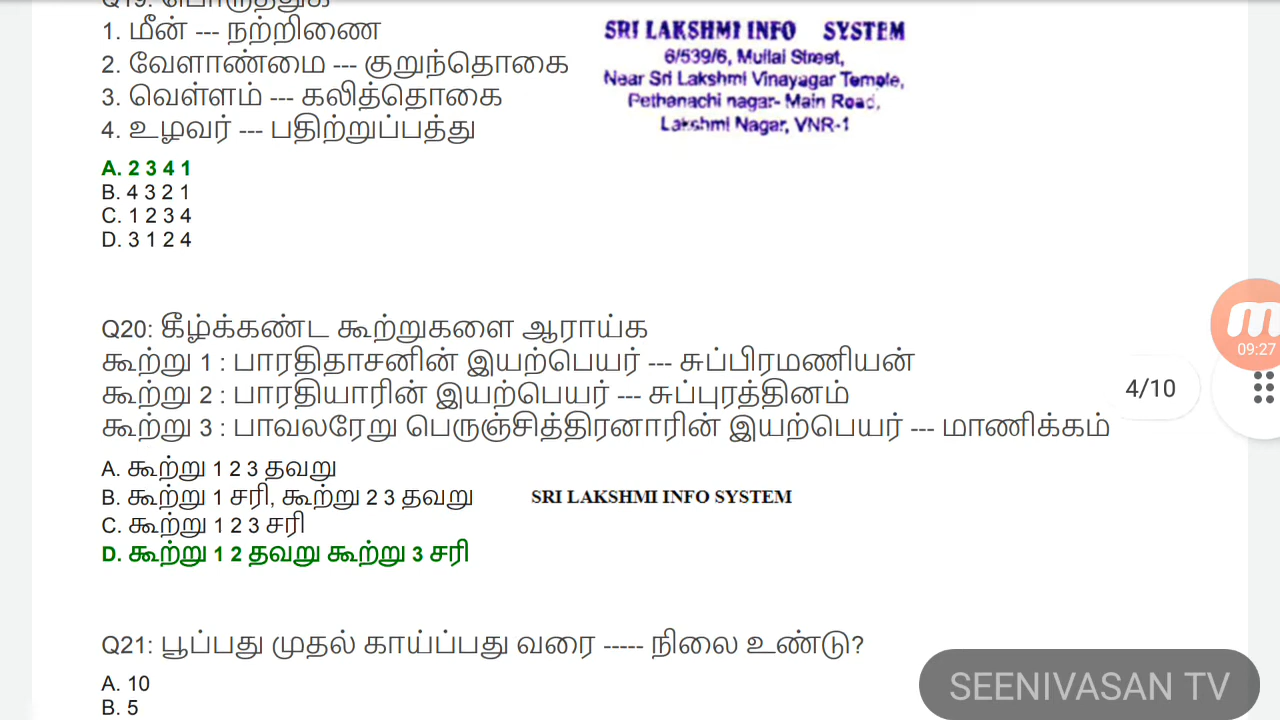 Q19: பொருத்துக
1. மீன் --- நற்றிணை
2. வேளாண்மை --- குறுந்தொகை
3. வெள்ளம் --- கலித்தொகை
4. உழவர் --- பதிற்றுப்பத்து
SRI LAKSHMI INFO SYSTEM
6/539/6, Mullai Street,
Near Sri Lakshmi Vinayagar Temple,
Pethanachi nagar- Main Road,
Lakshmi Nagar, VNR-1
A. 2 3 4 1
B. 4 3 2 1
C. 1 2 3 4
D. 3 1 2 4
Q20: கீழ்க்கண்ட கூற்றுகளை ஆராய்க
கூற்று 1 : பாரதிதாசனின் இயற்பெயர் --- சுப்பிரமணியன்
கூற்று 2 : பாரதியாரின் இயற்பெயர் --- சுப்புரத்தினம்
கூற்று 3 : பாவலரேறு பெருஞ்சித்திரனாரின் இயற்பெயர் --- மாணிக்கம்
A. கூற்று 1 2 3 தவறு
B. கூற்று 1 சரி, கூற்று 2 3 தவறு
C. கூற்று 1 2 3 சரி
D. கூற்று 1 2 தவறு கூற்று 3 சரி
SRI LAKSHMI INFO SYSTEM
09:27
4/10
Q21: பூப்பது முதல் காய்ப்பது வரை ----- நிலை உண்டு?
A. 10
B. 5
SEENIVASAN TV